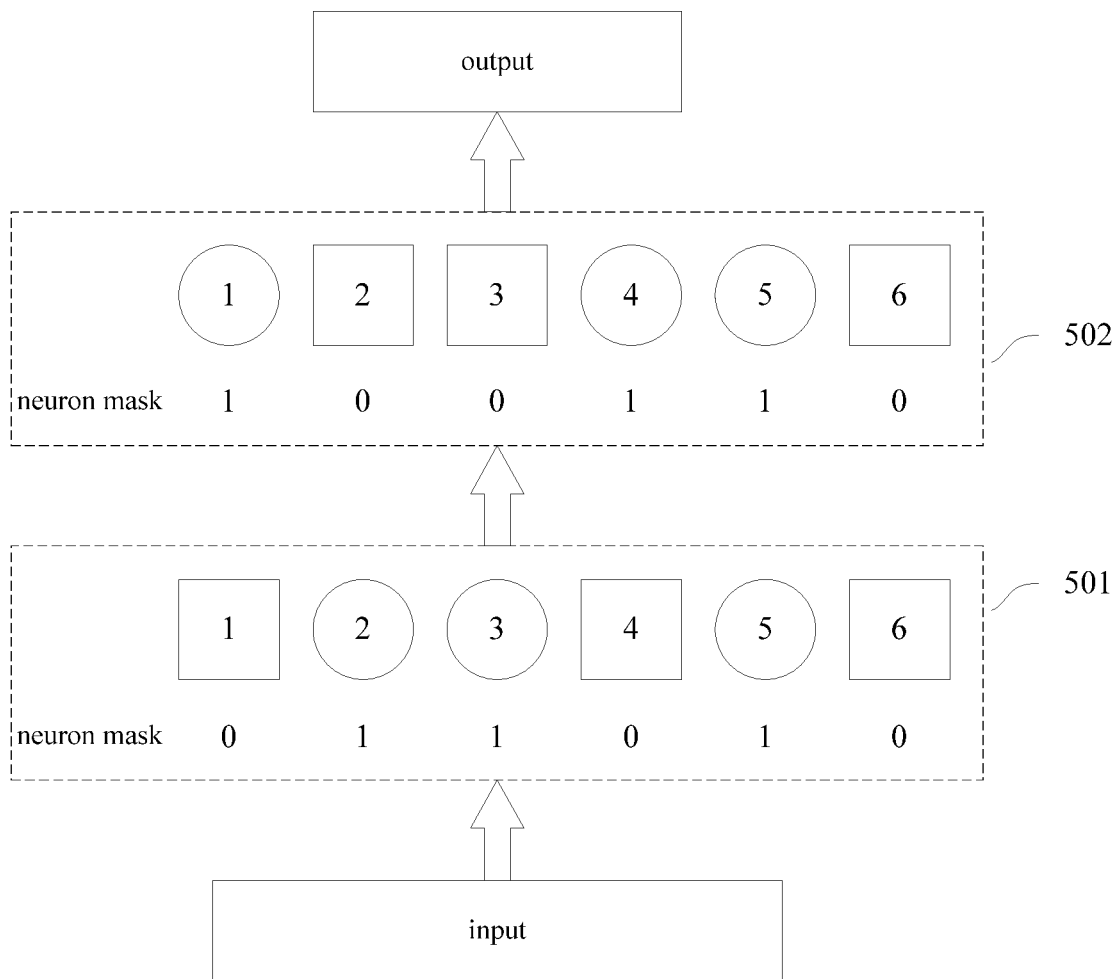 output
1 2 3 4 5 6
502
neuron mask 1 0 0 1 1 0
501
1 2 3 4 5 6
neuron mask 0 1 1 0 1 0
input